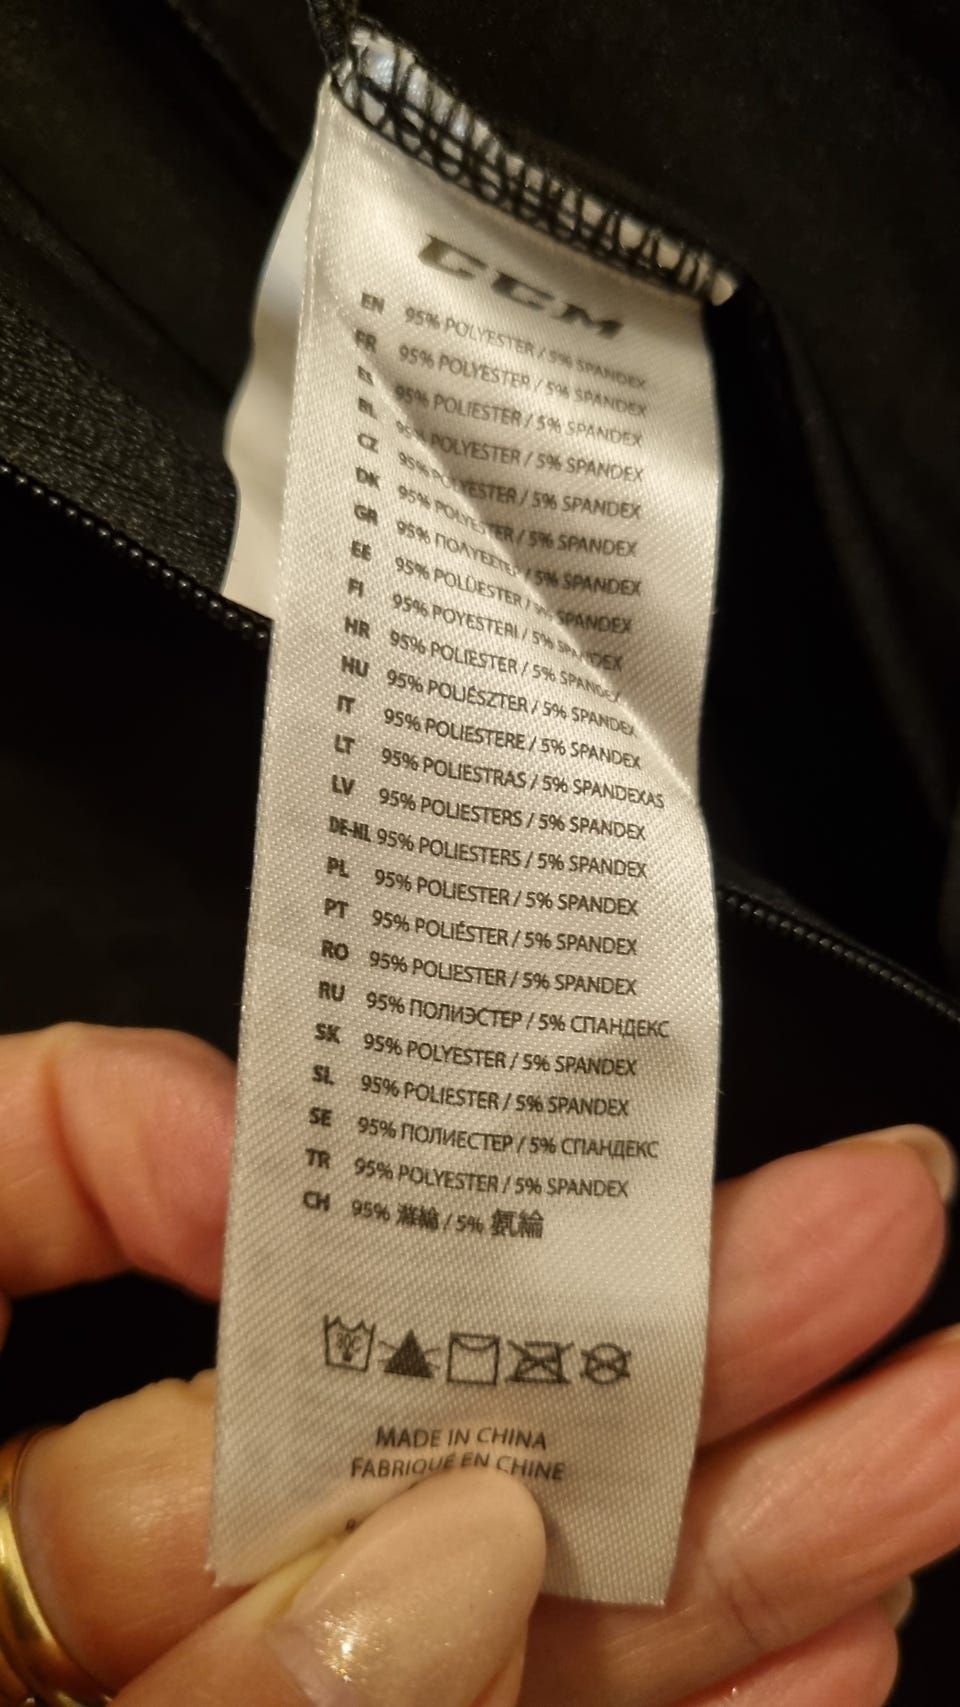 CCM
EN 95% POLYESTER / 5% SPANDEX
FR 95% POLYESTER / 5% SPANDEX
ES 95% POLIESTER / 5% SPANDEX
BL 95% POLYESTER / 5% SPANDEX
CZ 95% POLYESTER / 5% SPANDEX
DK 95% POLYESTER / 5% SPANDEX
GR 95% ΠΟΛΥΕΣΤΕΡ / 5% SPANDEX
EE 95% POLÜESTER / 5% SPANDEX
FI 95% POYESTERI / 5% SPANDEX
HR 95% POLIESTER / 5% SPANDEX
HU 95% POLIÉSZTER / 5% SPANDEX
IT 95% POLIESTERE / 5% SPANDEX
LT 95% POLIESTRAS / 5% SPANDEXAS
LV 95% POLIESTERS / 5% SPANDEX
DE-NL 95% POLIESTERS / 5% SPANDEX
PL 95% POLIESTER / 5% SPANDEX
PT 95% POLIÉSTER / 5% SPANDEX
RO 95% POLIESTER / 5% SPANDEX
RU 95% ПОЛИЭСТЕР / 5% СПАНДЕКС
SK 95% POLYESTER / 5% SPANDEX
SL 95% POLIESTER / 5% SPANDEX
SE 95% ПОЛИЕСТЕР / 5% СПАНДЕКС
TR 95% POLYESTER / 5% SPANDEX
CH 95% 滌綸 / 5% 氨綸
30C
MADE IN CHINA
FABRIQUÉ EN CHINE